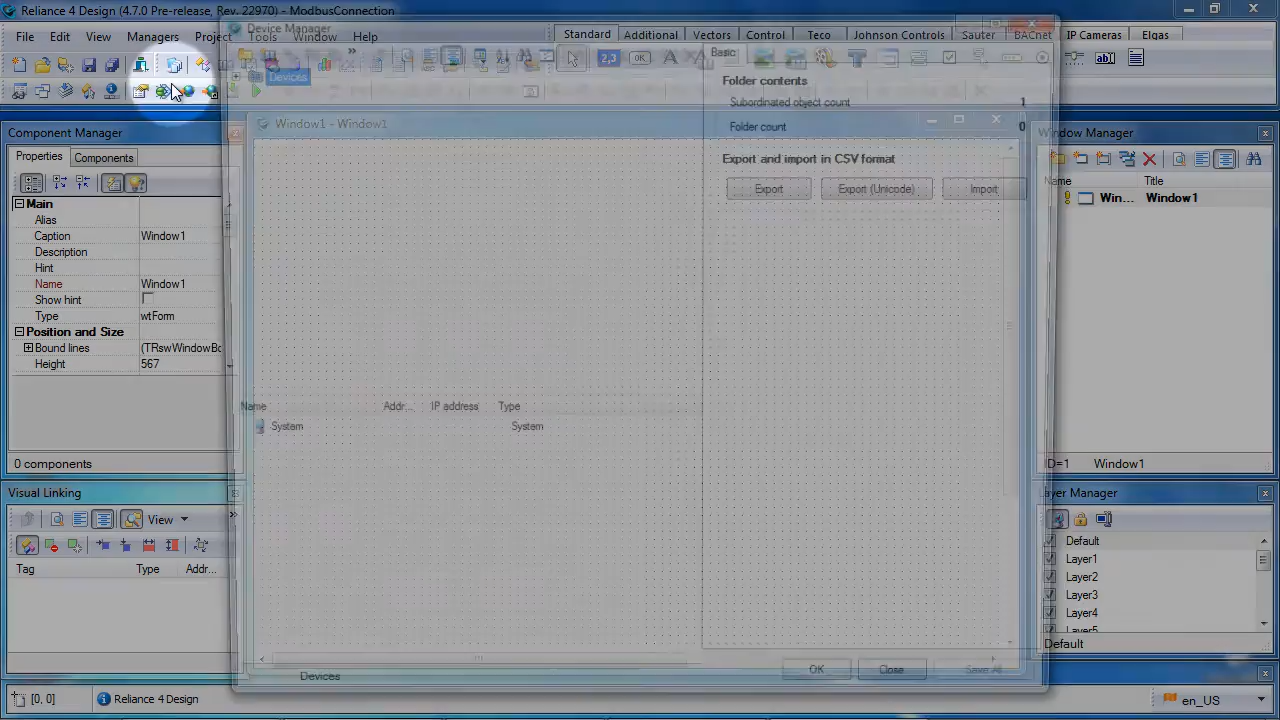 Reliance 4 Design (4.7.0 Pre-release, Rev. 22970) - ModbusConnection
File Edit View Managers Project Tools Window Help
Device Manager
Standard Additional Vectors Control Teco Johnson Controls Sauter BACnet IP Cameras Elgas
Devices
Basic
Folder contents
Subordinated object count 1
Folder count 0
Export and import in CSV format
Export Export (Unicode) Import
Window1 - Window1
Component Manager
Properties Components
Main
Alias
Caption Window1
Description
Hint
Name Window1
Show hint
Type wtForm
Position and Size
Bound lines (TRswWindowBo
Height 567
0 components
Name Addr... IP address Type
System System
Window Manager
Name Title
Win... Window1
ID=1 Window1
Visual Linking
View
Tag Type Addr...
Layer Manager
Default
Layer1
Layer2
Layer3
Layer4
Layer5
Default
OK Close Save All
Devices
[0, 0] Reliance 4 Design
en_US